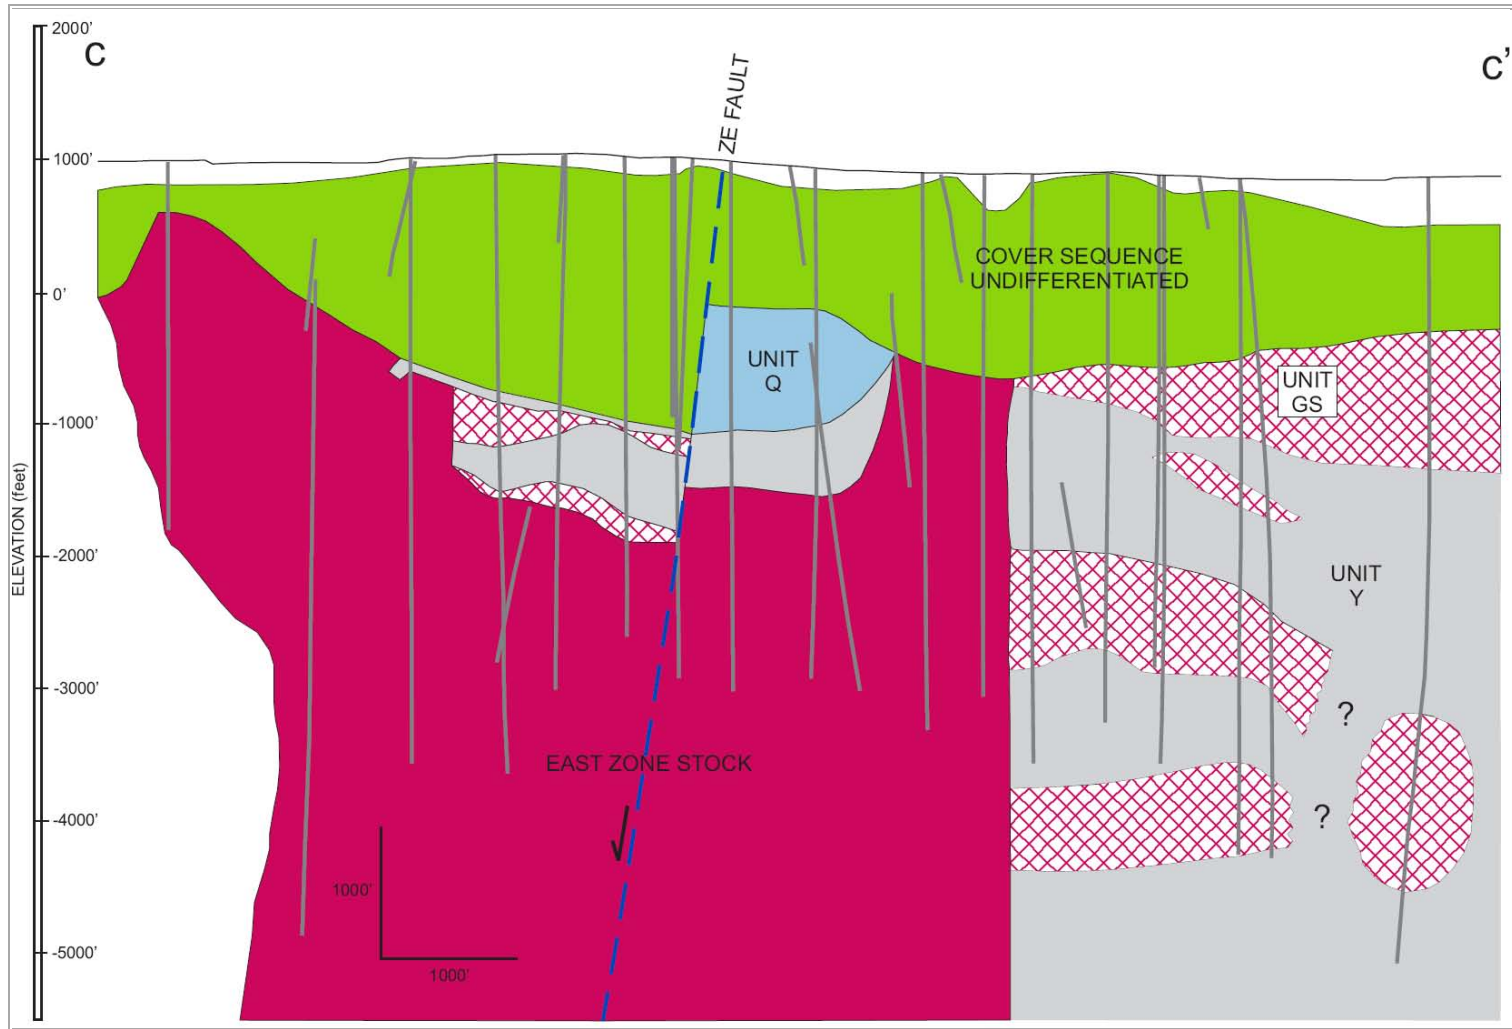 2000’
C
C’
ZE FAULT
1000’
0’
COVER SEQUENCE
UNDIFFERENTIATED
UNIT
Q
UNIT
GS
-1000’
-2000’
UNIT
Y
ELEVATION (feet)
-3000’
?
EAST ZONE STOCK
-4000’
?
1000’
-5000’
1000’